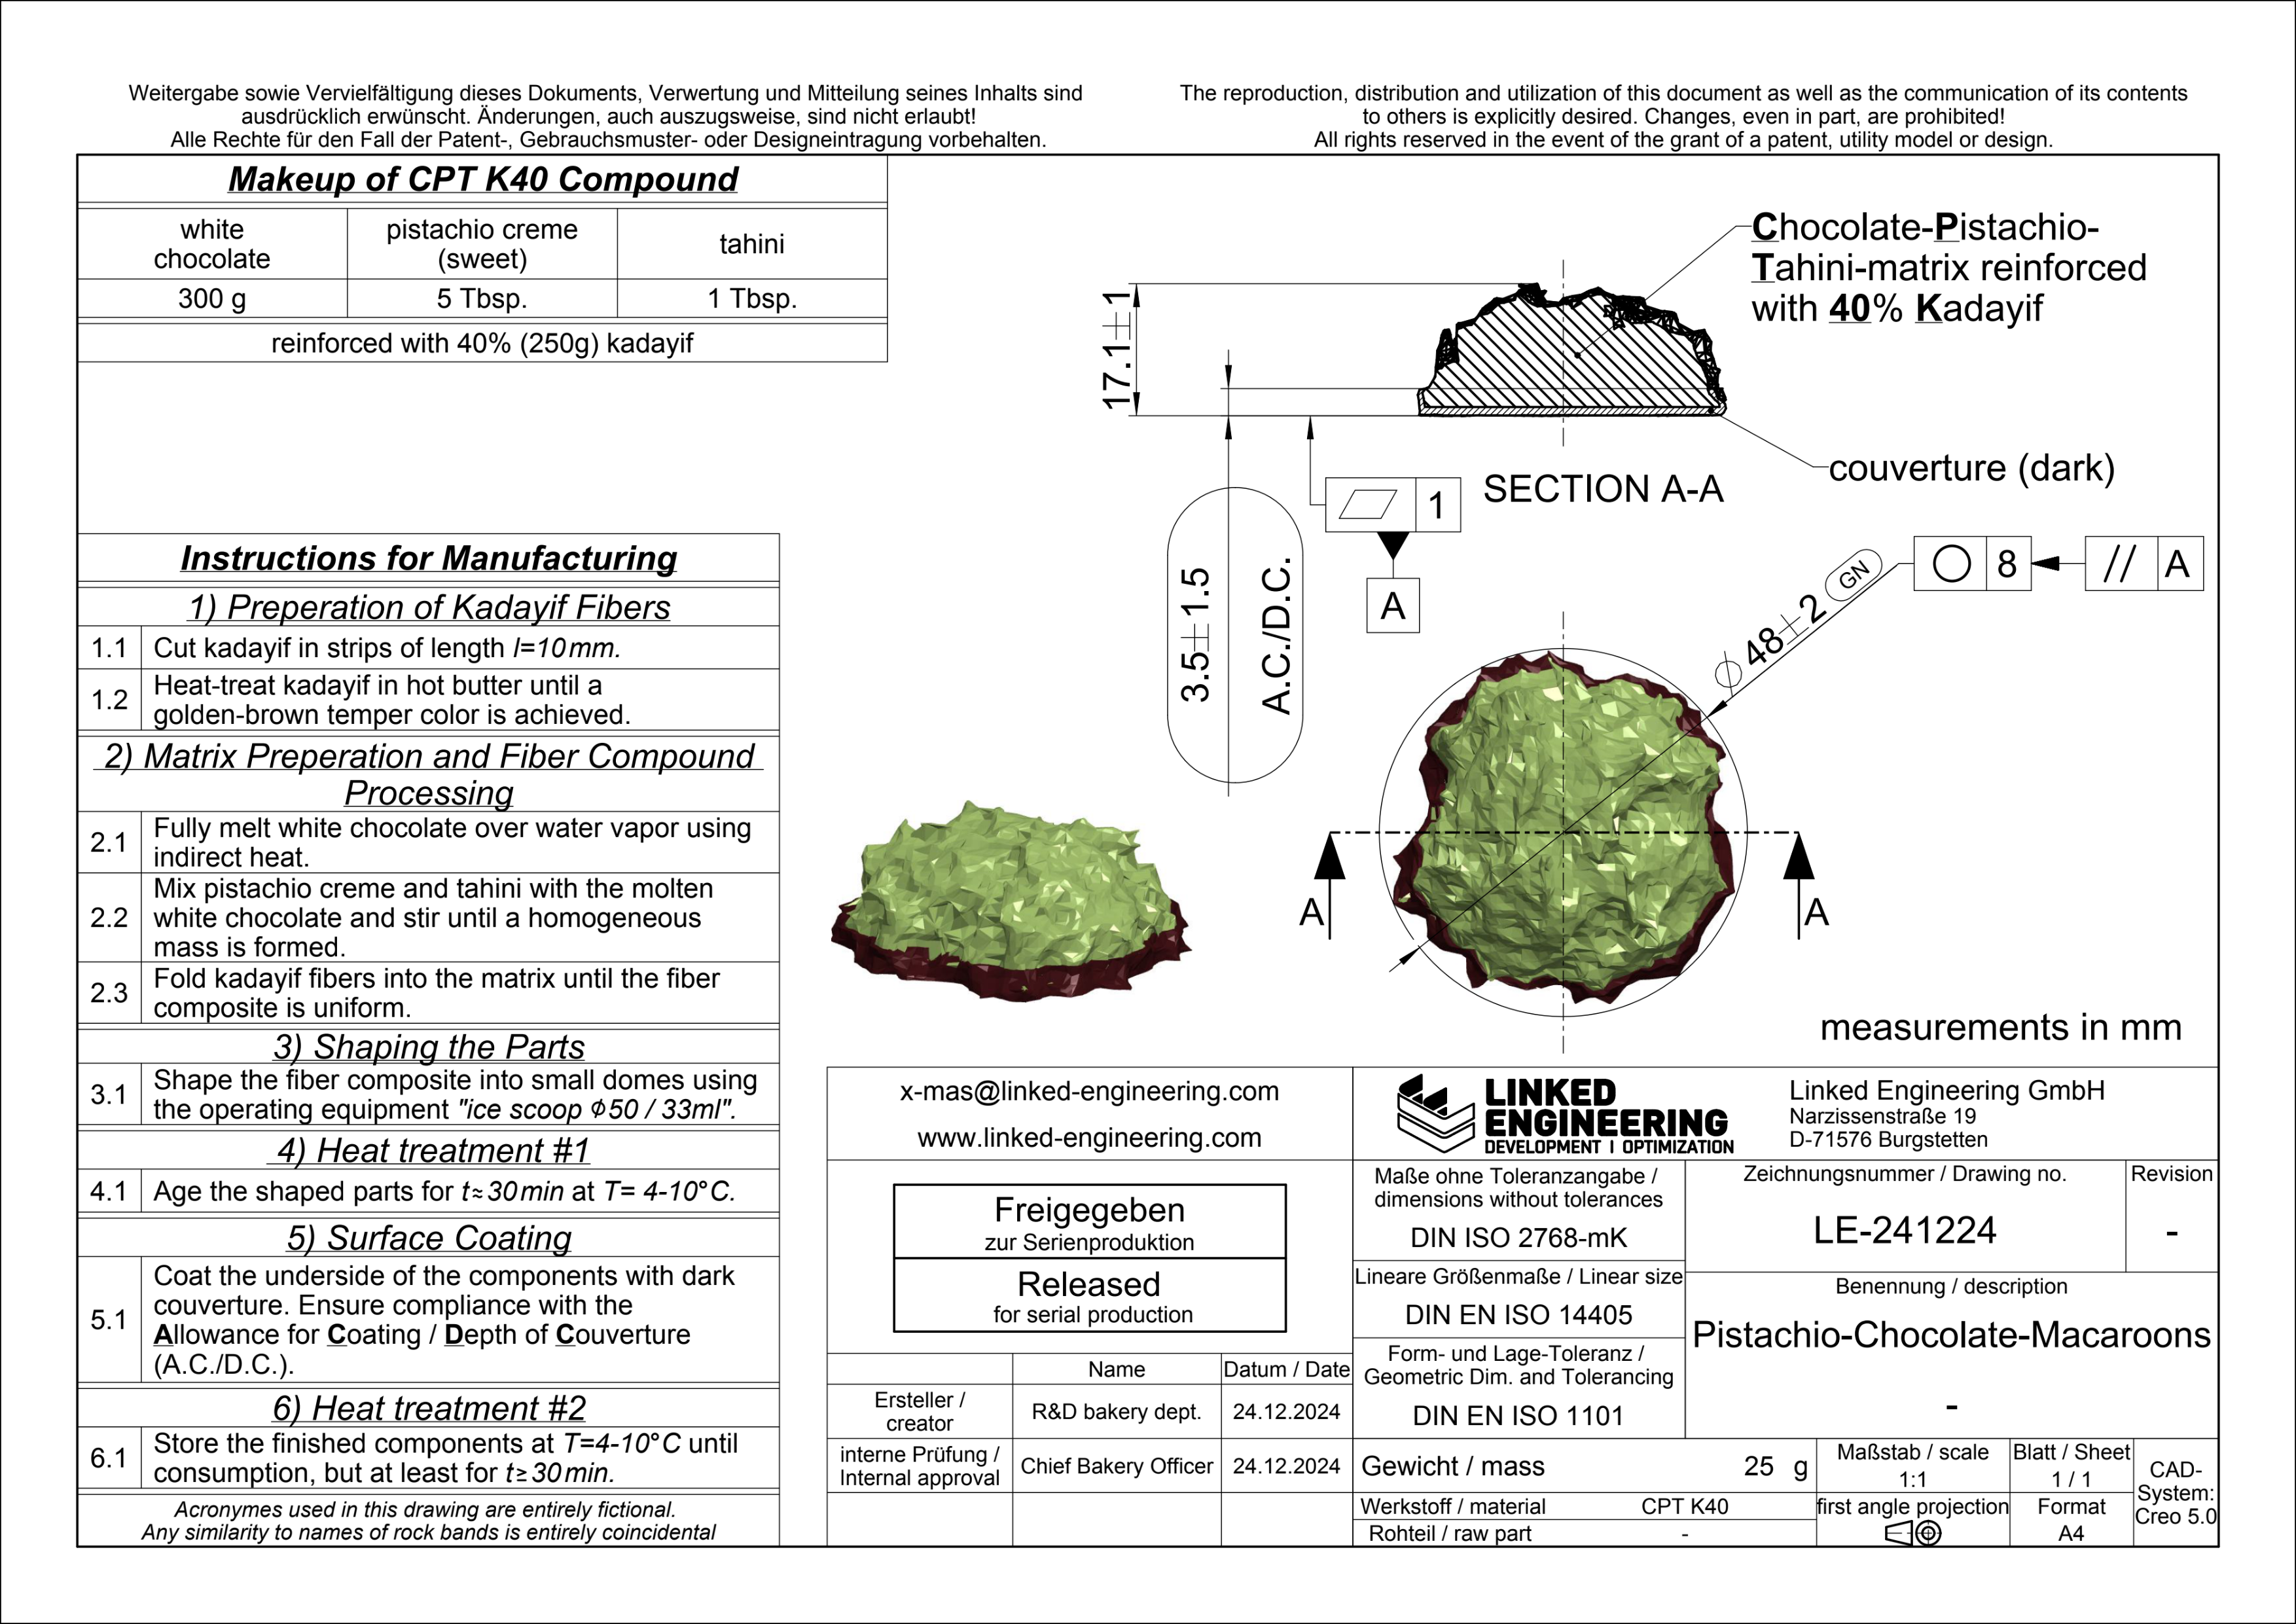 Weitergabe sowie Vervielfältigung dieses Dokuments, Verwertung und Mitteilung seines Inhalts sind
ausdrücklich erwünscht. Änderungen, auch auszugsweise, sind nicht erlaubt!
Alle Rechte für den Fall der Patent-, Gebrauchsmuster- oder Designeintragung vorbehalten.
The reproduction, distribution and utilization of this document as well as the communication of its contents
to others is explicitly desired. Changes, even in part, are prohibited!
All rights reserved in the event of the grant of a patent, utility model or design.
Makeup of CPT K40 Compound
white
chocolate
pistachio creme
(sweet)
tahini
300 g
5 Tbsp.
1 Tbsp.
reinforced with 40% (250g) kadayif
Instructions for Manufacturing
1) Preperation of Kadayif Fibers
1.1 Cut kadayif in strips of length l=10mm.
1.2 Heat-treat kadayif in hot butter until a
golden-brown temper color is achieved.
2) Matrix Preperation and Fiber Compound
Processing
2.1 Fully melt white chocolate over water vapor using
indirect heat.
2.2 Mix pistachio creme and tahini with the molten
white chocolate and stir until a homogeneous
mass is formed.
2.3 Fold kadayif fibers into the matrix until the fiber
composite is uniform.
3) Shaping the Parts
3.1 Shape the fiber composite into small domes using
the operating equipment "ice scoop ⌀50 / 33ml".
4) Heat treatment #1
4.1 Age the shaped parts for t≈30min at T= 4-10°C.
5) Surface Coating
5.1 Coat the underside of the components with dark
couverture. Ensure compliance with the
Allowance for Coating / Depth of Couverture
(A.C./D.C.).
6) Heat treatment #2
6.1 Store the finished components at T=4-10°C until
consumption, but at least for t≥30min.
Acronymes used in this drawing are entirely fictional.
Any similarity to names of rock bands is entirely coincidental
17.1±1
Chocolate-Pistachio-
Tahini-matrix reinforced
with 40% Kadayif
couverture (dark)
SECTION A-A
1
A
3.5±1.5
A.C./D.C.
⌀48±2 GN
8
// A
A
A
measurements in mm
x-mas@linked-engineering.com
www.linked-engineering.com
LINKED
ENGINEERING
DEVELOPMENT I OPTIMIZATION
Linked Engineering GmbH
Narzissenstraße 19
D-71576 Burgstetten
Freigegeben
zur Serienproduktion
Released
for serial production
Name
Datum / Date
Ersteller /
creator
R&D bakery dept.
24.12.2024
interne Prüfung /
Internal approval
Chief Bakery Officer
24.12.2024
Maße ohne Toleranzangabe /
dimensions without tolerances
DIN ISO 2768-mK
Lineare Größenmaße / Linear size
DIN EN ISO 14405
Form- und Lage-Toleranz /
Geometric Dim. and Tolerancing
DIN EN ISO 1101
Zeichnungsnummer / Drawing no.
LE-241224
Revision
-
Benennung / description
Pistachio-Chocolate-Macaroons
-
Gewicht / mass 25 g
Werkstoff / material CPT K40
Rohteil / raw part -
Maßstab / scale
1:1
Blatt / Sheet
1 / 1
first angle projection
Format
A4
CAD-
System:
Creo 5.0